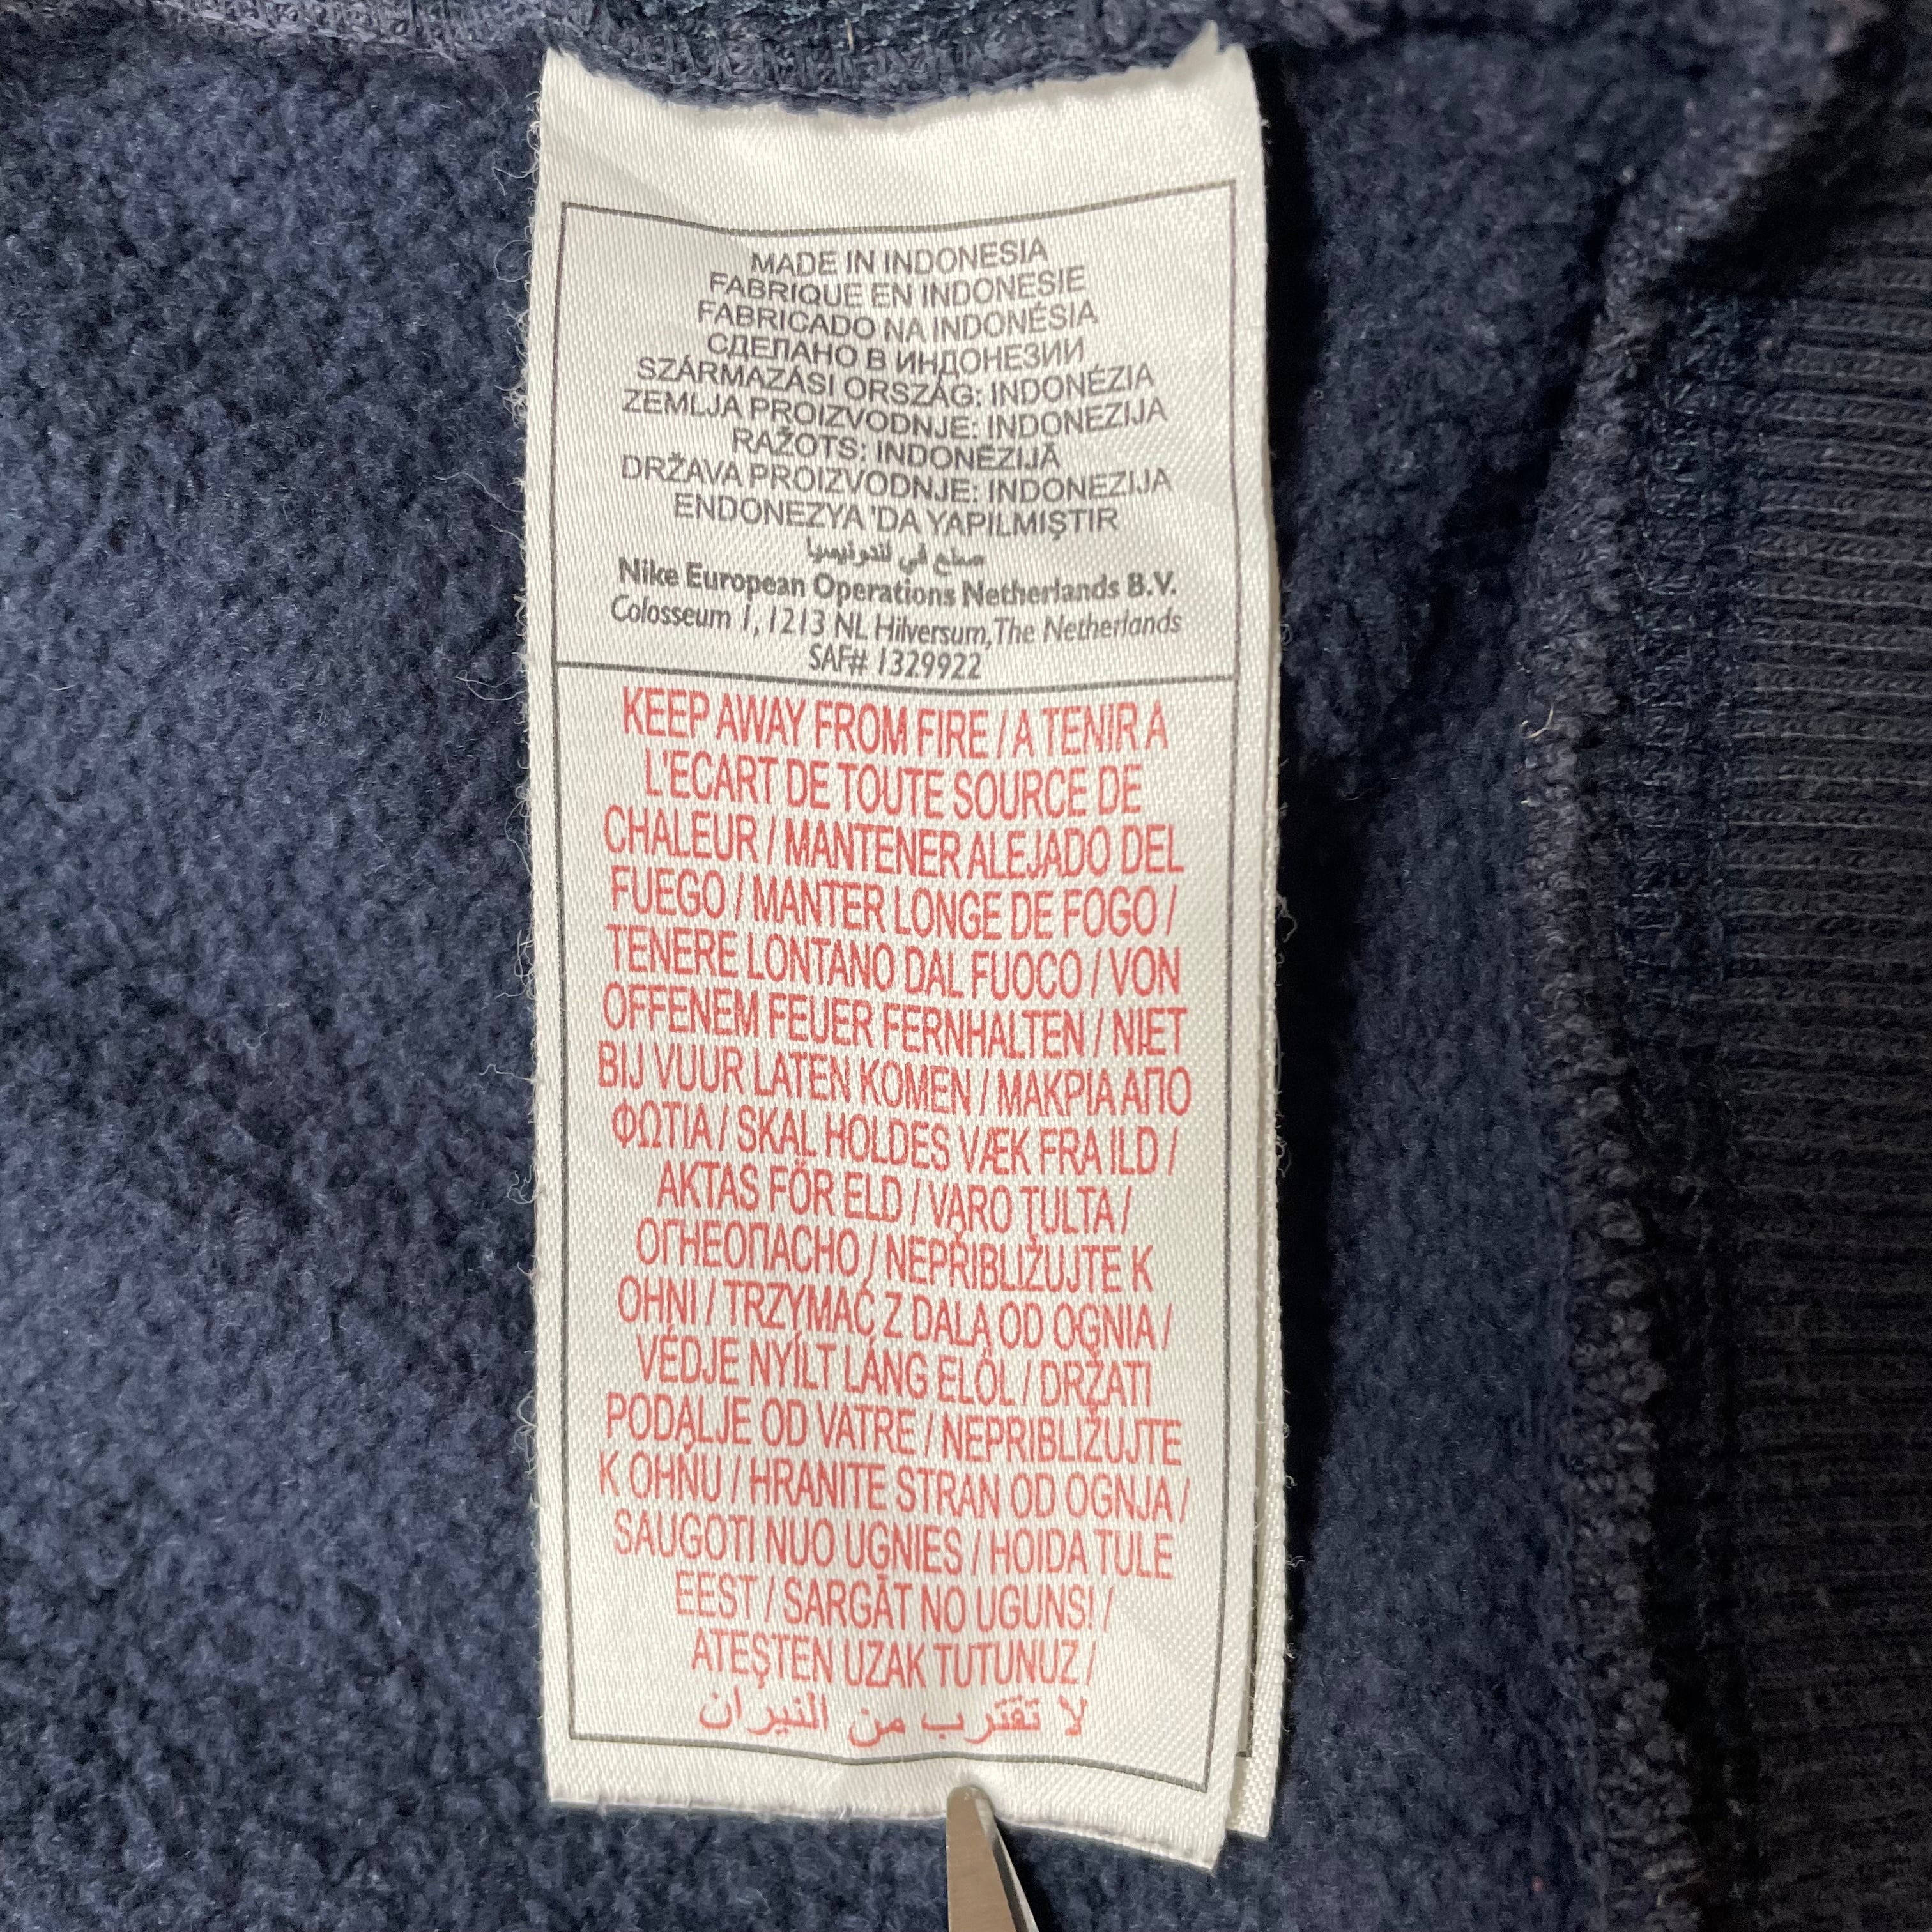 MADE IN INDONESIA
FABRIQUE EN INDONESIE
FABRICADO NA INDONÉSIA
СДЕЛАНО В ИНДОНЕЗИИ
SZÁRMAZÁSI ORSZÁG: INDONÉZIA
ZEMLJA PROIZVODNJE: INDONEZIJA
RAŽOTS: INDONĒZIJĀ
DRŽAVA PROIZVODNJE: INDONEZIJA
ENDONEZYA'DA YAPILMIŞTIR
صنع في اندونيسيا
Nike European Operations Netherlands B.V.
Colosseum 1, 1213 NL Hilversum, The Netherlands
SAF# 1329922
KEEP AWAY FROM FIRE / A TENIR A
L'ECART DE TOUTE SOURCE DE
CHALEUR / MANTENER ALEJADO DEL
FUEGO / MANTER LONGE DE FOGO /
TENERE LONTANO DAL FUOCO / VON
OFFENEM FEUER FERNHALTEN / NIET
BIJ VUUR LATEN KOMEN / ΜΑΚΡΙΑ ΑΠΟ
ΦΩΤΙΑ / SKAL HOLDES VÆK FRA ILD /
AKTAS FÖR ELD / VARO TULTA /
ОГНЕОПАСНО / NEPŘIBLIŽUJTE K
OHNI / TRZYMAĆ Z DALA OD OGNIA /
VÉDJE NYÍLT LÁNG ELŐL / DRŽATI
PODALJE OD VATRE / NEPRIBLIŽUJTE
K OHŇU / HRANITE STRAN OD OGNJA /
SAUGOTI NUO UGNIES / HOIDA TULE
EEST / SARGĀT NO UGUNS! /
ATEŞTEN UZAK TUTUNUZ /
لا تقترب من النيران